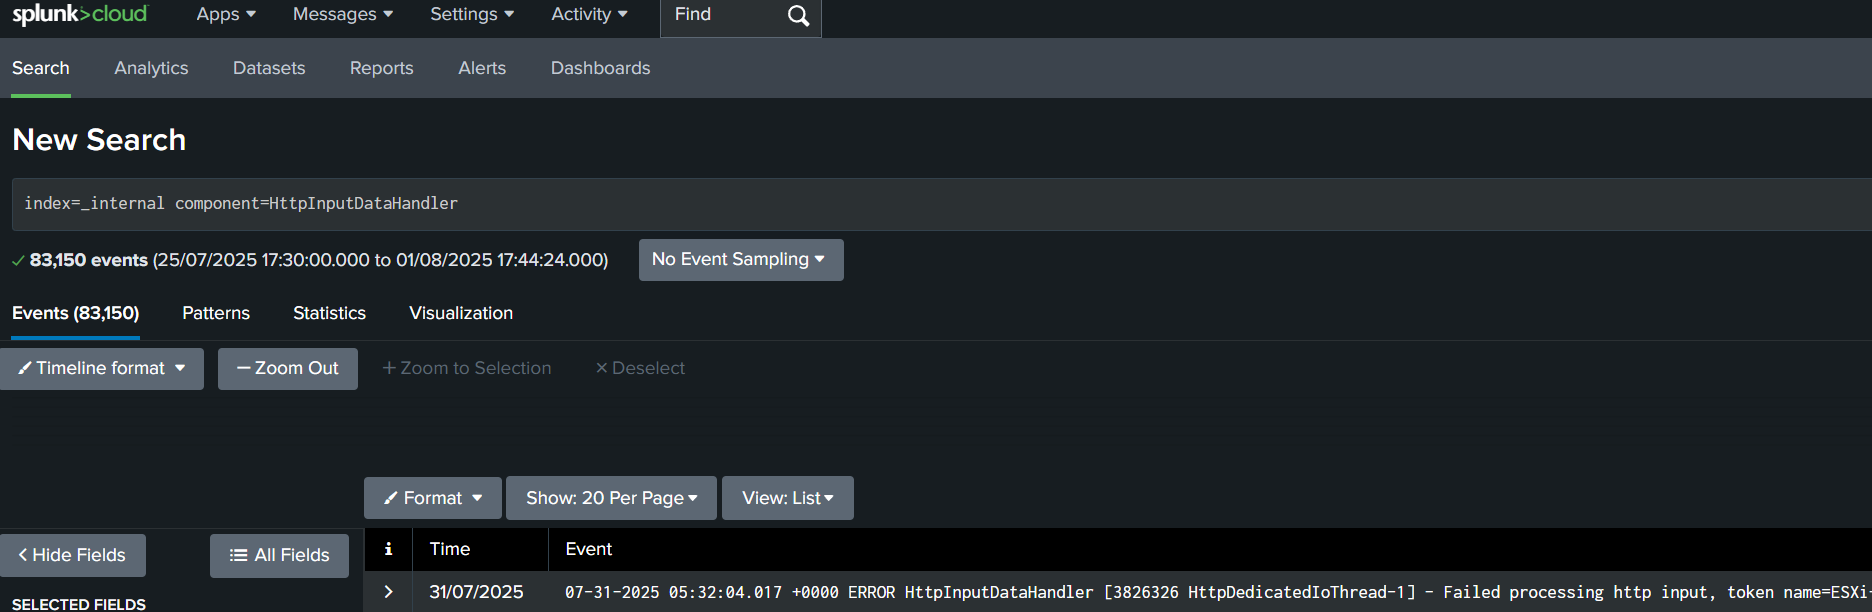 splunk>cloud Apps Messages Settings Activity Find
Search Analytics Datasets Reports Alerts Dashboards
New Search
index=_internal component=HttpInputDataHandler
83,150 events (25/07/2025 17:30:00.000 to 01/08/2025 17:44:24.000) No Event Sampling
Events (83,150) Patterns Statistics Visualization
Timeline format — Zoom Out + Zoom to Selection × Deselect
Format Show: 20 Per Page View: List
< Hide Fields All Fields i Time Event
SELECTED FIELDS
> 31/07/2025 07-31-2025 05:32:04.017 +0000 ERROR HttpInputDataHandler [3826326 HttpDedicatedIoThread-1] - Failed processing http input, token name=ESXi